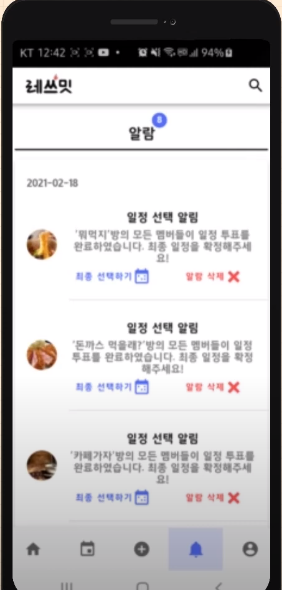 KT 12:42 94%
레쓰밋
알람 8
2021-02-18
일정 선택 알림
'뭐먹지'방의 모든 멤버들이 일정 투표를
완료하였습니다. 최종 일정을 확정해주세
요!
최종 선택하기 알람 삭제
일정 선택 알림
'돈까스 먹을래?'방의 모든 멤버들이 일정
투표를 완료하였습니다. 최종 일정을 확정
해주세요!
최종 선택하기 알람 삭제
일정 선택 알림
'카페가자'방의 모든 멤버들이 일정 투표를
완료하였습니다. 최종 일정을 확정해주세
요!
최종 선택하기 알람 삭제